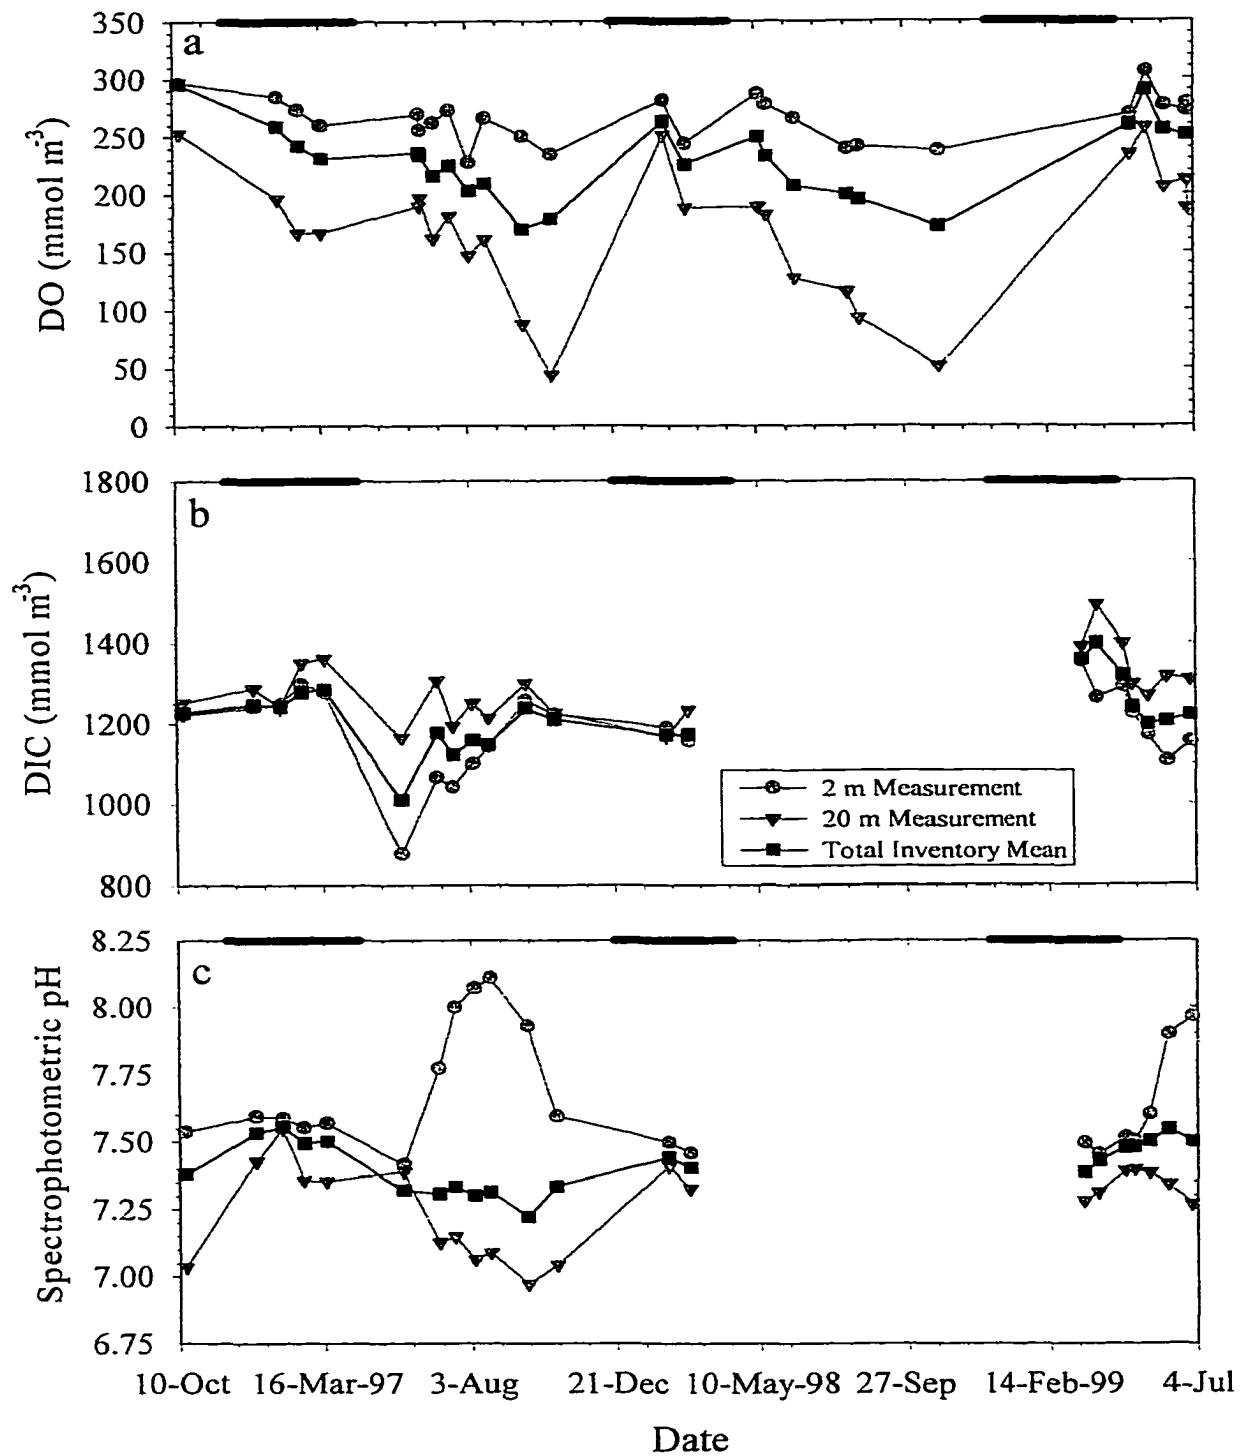 350
300
250
200
150
100
50
0
DO (mmol m⁻³)
a
1800
1600
1400
1200
1000
800
DIC (mmol m⁻³)
b
2 m Measurement
20 m Measurement
Total Inventory Mean
8.25
8.00
7.75
7.50
7.25
7.00
6.75
Spectrophotometric pH
c
10-Oct 16-Mar-97 3-Aug 21-Dec 10-May-98 27-Sep 14-Feb-99 4-Jul
Date